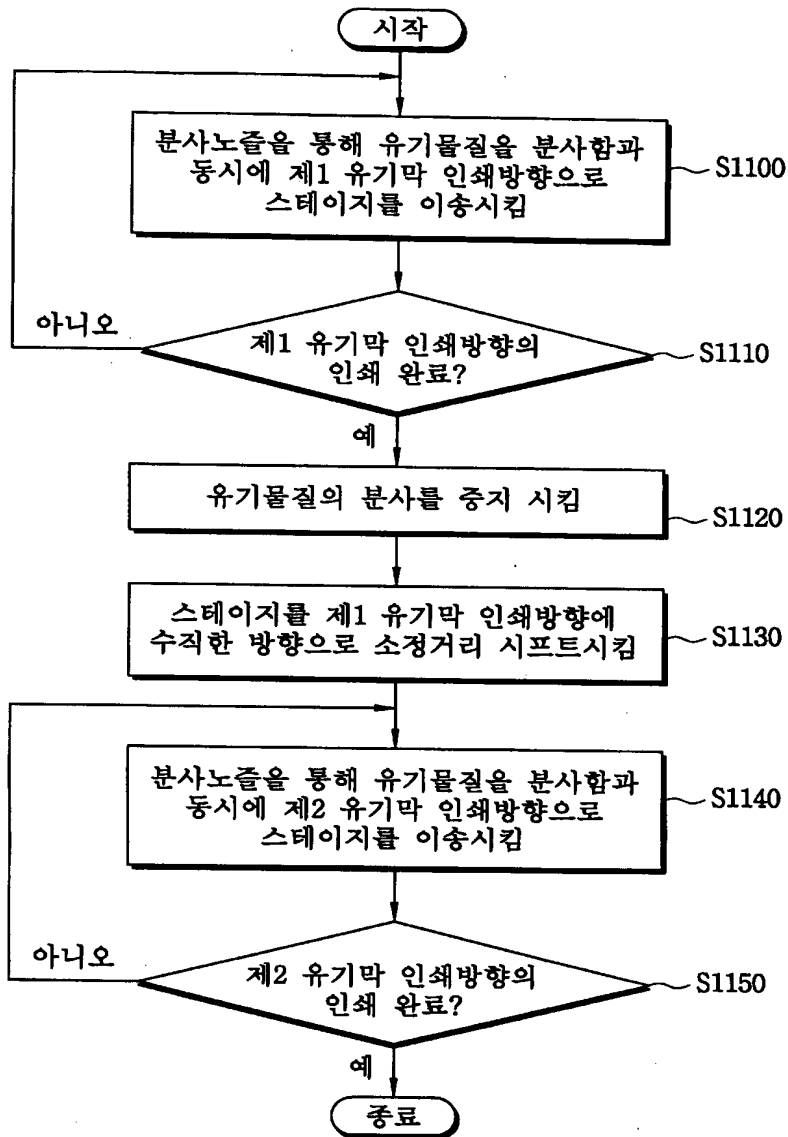 시작
분사노즐을 통해 유기물질을 분사함과
동시에 제1 유기막 인쇄방향으로
스테이지를 이송시킴
S1100
아니오
제1 유기막 인쇄방향의
인쇄 완료?
S1110
예
유기물질의 분사를 중지 시킴
S1120
스테이지를 제1 유기막 인쇄방향에
수직한 방향으로 소정거리 시프트시킴
S1130
분사노즐을 통해 유기물질을 분사함과
동시에 제2 유기막 인쇄방향으로
스테이지를 이송시킴
S1140
아니오
제2 유기막 인쇄방향의
인쇄 완료?
S1150
예
종료